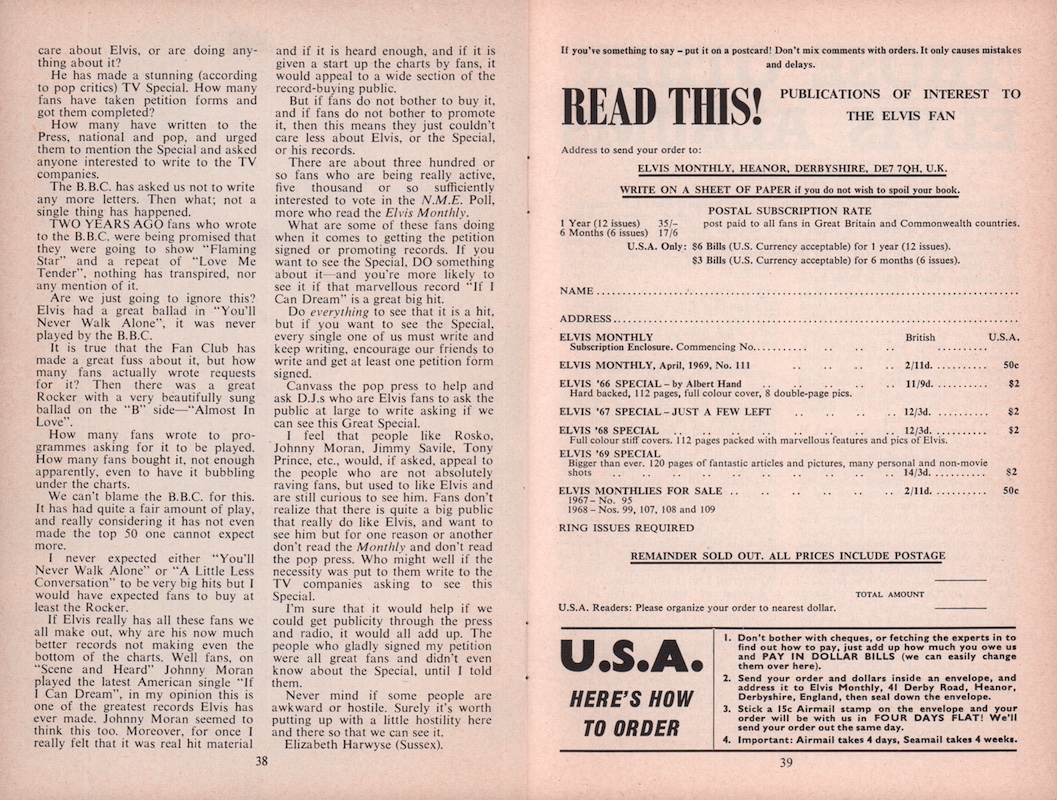 care about Elvis, or are doing any-
thing about it?
He has made a stunning (according
to pop critics) TV Special. How many
fans have taken petition forms and
got them completed?
How many have written to the
Press, national and pop, and urged
them to mention the Special and asked
anyone interested to write to the TV
companies.
The B.B.C. has asked us not to write
any more letters. Then what; not a
single thing has happened.
TWO YEARS AGO fans who wrote
to the B.B.C. were being promised that
they were going to show “Flaming
Star” and a repeat of “Love Me
Tender”, nothing has transpired, nor
any mention of it.
Are we just going to ignore this?
Elvis had a great ballad in “You'll
Never Walk Alone”, it was never
played by the B.B.C.
It is true that the Fan Club has
made a great fuss about it, but how
many fans actually wrote requests
for it? Then there was a great
Rocker with a very beautifully sung
ballad on the “B” side—“Almost In
Love”.
How many fans wrote to pro-
grammes asking for it to be played.
How many fans bought it, not enough
apparently, even to have it bubbling
under the charts.
We can't blame the B.B.C. for this.
It has had quite a fair amount of play,
and really considering it has not even
made the top 50 one cannot expect
more.
I never expected either “You'll
Never Walk Alone” or “A Little Less
Conversation” to be very big hits but I
would have expected fans to buy at
least the Rocker.
If Elvis really has all these fans we
all make out, why are his now much
better records not making even the
bottom of the charts. Well fans, on
“Scene and Heard” Johnny Moran
played the latest American single “If
I Can Dream”, in my opinion this is
one of the greatest records Elvis has
ever made. Johnny Moran seemed to
think this too. Moreover, for once I
really felt that it was real hit material
and if it is heard enough, and if it is
given a start up the charts by fans, it
would appeal to a wide section of the
record-buying public.
But if fans do not bother to buy it,
and if fans do not bother to promote
it, then this means they just couldn't
care less about Elvis, or the Special,
or his records.
There are about three hundred or
so fans who are being really active,
five thousand or so sufficiently
interested to vote in the N.M.E. Poll,
more who read the Elvis Monthly.
What are some of these fans doing
when it comes to getting the petition
signed or promoting records. If you
want to see the Special, DO something
about it—and you're more likely to
see it if that marvellous record “If I
Can Dream” is a great big hit.
Do everything to see that it is a hit,
but if you want to see the Special,
every single one of us must write and
keep writing, encourage our friends to
write and get at least one petition form
signed.
Canvass the pop press to help and
ask D.J.s who are Elvis fans to ask the
public at large to write asking if we
can see this Great Special.
I feel that people like Rosko,
Johnny Moran, Jimmy Savile, Tony
Prince, etc., would, if asked, appeal to
the people who are not absolutely
raving fans, but used to like Elvis and
are still curious to see him. Fans don't
realize that there is quite a big public
that really do like Elvis, and want to
see him but for one reason or another
don't read the Monthly and don't read
the pop press. Who might well if the
necessity was put to them write to the
TV companies asking to see this
Special.
I'm sure that it would help if we
could get publicity through the press
and radio, it would all add up. The
people who gladly signed my petition
were all great fans and didn't even
know about the Special, until I told
them.
Never mind if some people are
awkward or hostile. Surely it's worth
putting up with a little hostility here
and there so that we can see it.
Elizabeth Harwyse (Sussex).
38
If you've something to say – put it on a postcard! Don't mix comments with orders. It only causes mistakes
and delays.
READ THIS!
PUBLICATIONS OF INTEREST TO
THE ELVIS FAN
Address to send your order to:
ELVIS MONTHLY, HEANOR, DERBYSHIRE, DE7 7QH, U.K.
WRITE ON A SHEET OF PAPER if you do not wish to spoil your book.
POSTAL SUBSCRIPTION RATE
1 Year (12 issues) 35/– post paid to all fans in Great Britain and Commonwealth countries.
6 Months (6 issues) 17/6
U.S.A. Only: $6 Bills (U.S. Currency acceptable) for 1 year (12 issues).
$3 Bills (U.S. Currency acceptable) for 6 months (6 issues).
NAME ....................
ADDRESS ....................
ELVIS MONTHLY British U.S.A.
Subscription Enclosure. Commencing No. .. .. .. .. ..........
ELVIS MONTHLY, April, 1969, No. 111 .. .. .. .. 2/11d. .......... 50c
ELVIS '66 SPECIAL – by Albert Hand .. .. .. .. .. 11/9d. .......... $2
Hard backed, 112 pages, full colour cover, 8 double-page pics.
ELVIS '67 SPECIAL – JUST A FEW LEFT .. .. .. .. 12/3d. .......... $2
ELVIS '68 SPECIAL .. .. .. .. .. .. .. 12/3d. .......... $2
Full colour stiff covers. 112 pages packed with marvellous features and pics of Elvis.
ELVIS '69 SPECIAL
Bigger than ever. 120 pages of fantastic articles and pictures, many personal and non-movie
shots .. .. .. .. .. .. .. .. 14/3d. .......... $2
ELVIS MONTHLIES FOR SALE .. .. .. .. .. 2/11d. .......... 50c
1967 – No. 95
1968 – Nos. 99, 107, 108 and 109
RING ISSUES REQUIRED
REMAINDER SOLD OUT. ALL PRICES INCLUDE POSTAGE
TOTAL AMOUNT
U.S.A. Readers: Please organize your order to nearest dollar.
U.S.A.
HERE'S HOW
TO ORDER
1. Don't bother with cheques, or fetching the experts in to
find out how to pay, just add up how much you owe us
and PAY IN DOLLAR BILLS (we can easily change
them over here).
2. Send your order and dollars inside an envelope, and
address it to Elvis Monthly, 41 Derby Road, Heanor,
Derbyshire, England, then seal down the envelope.
3. Stick a 15c Airmail stamp on the envelope and your
order will be with us in FOUR DAYS FLAT! We'll
send your order out the same day.
4. Important: Airmail takes 4 days, Seamail takes 4 weeks.
39